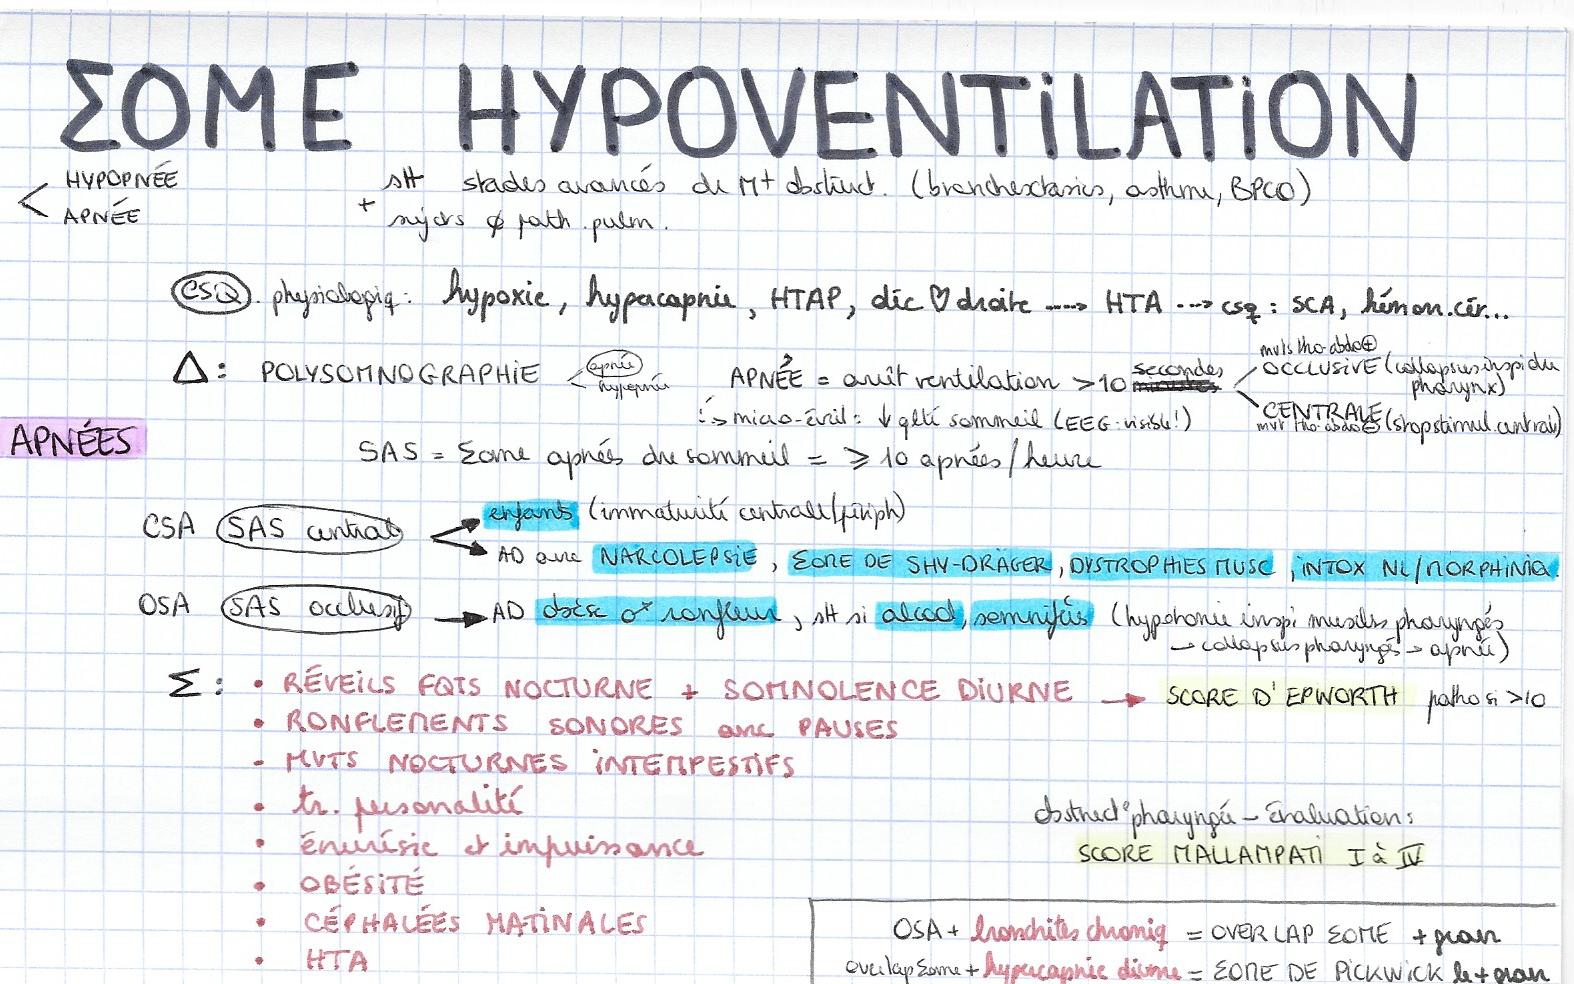 ΣOME HYPOVENTiLATiON
< HYPOPNÉE
APNÉE
stt stades avancés de M+ obstruct. (bronchectasies, asthme, BPCO)
+ sujets ∅ path. pulm.
CSQ. physiologiq: hypoxie, hypercapnie, HTAP, déc ♡ droite ----> HTA ---> csq: SCA, hémorr. cér...
Δ: POLYSOMNOGRAPHiE < apnée
hypopnée
APNÉE = arrêt ventilation >10 secondes
mvts tho-abdo ⊕
OCCLUSIVE (collapsus inspi du pharynx)
CENTRALE (stop stimul. central)
mvt tho-abdo ⊖
↳ micro-éveil: ↓ qlté sommeil (EEG-visible!)
APNÉES
SAS = Σome apnées du sommeil = ⩾ 10 apnées/heure
CSA SAS central → enfants (immaturité centrale/périph)
→ AD avec NARCOLEPSiE, ΣOME DE SHY-DRAGER, DYSTROPHiES MUSC, iNTOX NL/MORPHiNiq.
OSA SAS occlusif → AD obèse ♂ ronfleur, stt si alcool, somnifères (hypotonie inspi muscles pharyngés
→ collapsus pharyngés → apnée)
Σ: • RÉVEiLS FQTS NOCTURNE + SOMNOLENCE DiURNE → SCORE D'EPWORTH patho si >10
• RONFLEMENTS SONORES avec PAUSES
- MVTS NOCTURNES iNTEMPESTiFS
• tr. personalité
• énurésie et impuissance
• OBÉSiTÉ
• CÉPHALÉES MATiNALES
• HTA
obstruct° pharyngée - Évaluation:
SCORE MALLAMPATi I à IV
OSA + bronchites chroniq = OVERLAP ΣOME + grave
overlap Σome + hypercapnie diurne = ΣOME DE PiCKWiCK le + grave